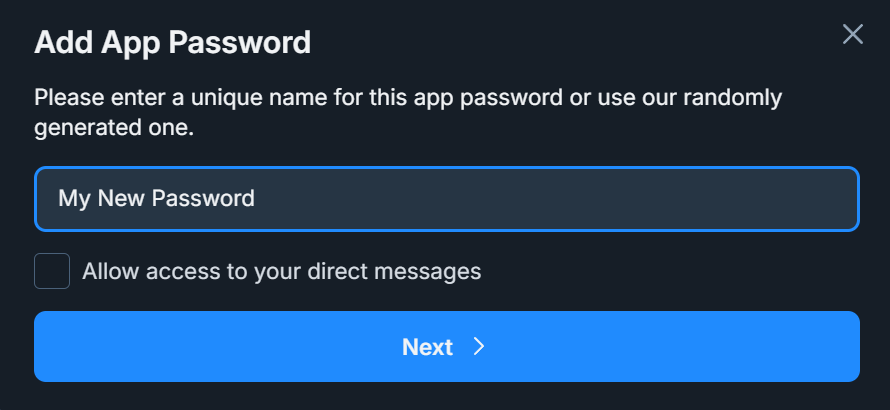 Add App Password
Please enter a unique name for this app password or use our randomly
generated one.
My New Password
Allow access to your direct messages
Next